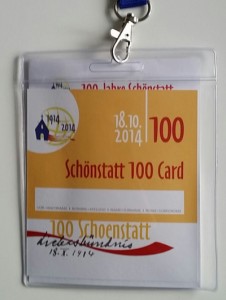 100 Jahre Schönstatt
1914
2014
18.10.
2014
100
Schönstatt 100 Card
100 Schoenstatt
Liebesbündnis
18. X. 1914